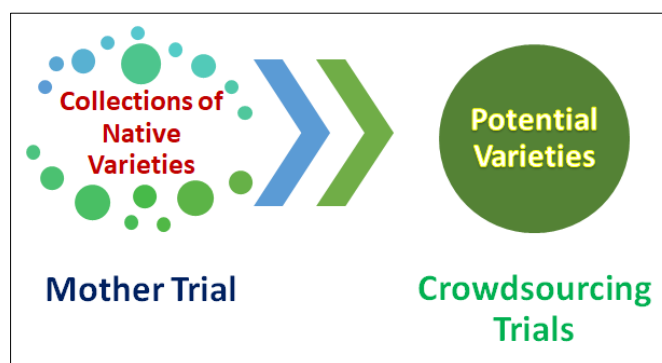 Collections of
Native
Varieties
Potential
Varieties
Mother Trial
Crowdsourcing
Trials